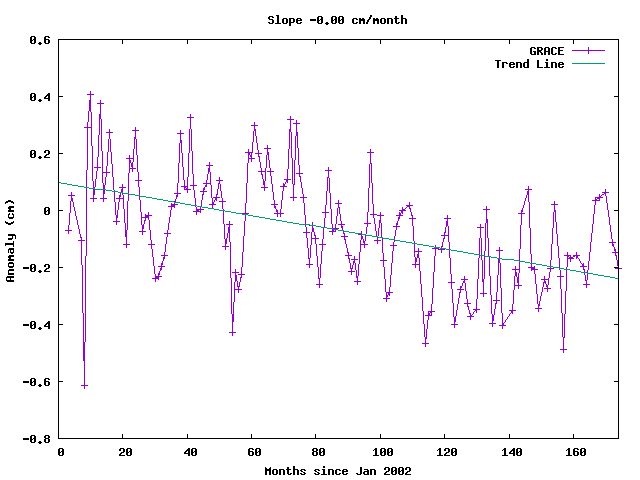 Slope -0.00 cm/month
GRACE
Trend Line
0.6
0.4
0.2
0
-0.2
-0.4
-0.6
-0.8
Anomaly (cm)
0 20 40 60 80 100 120 140 160
Months since Jan 2002